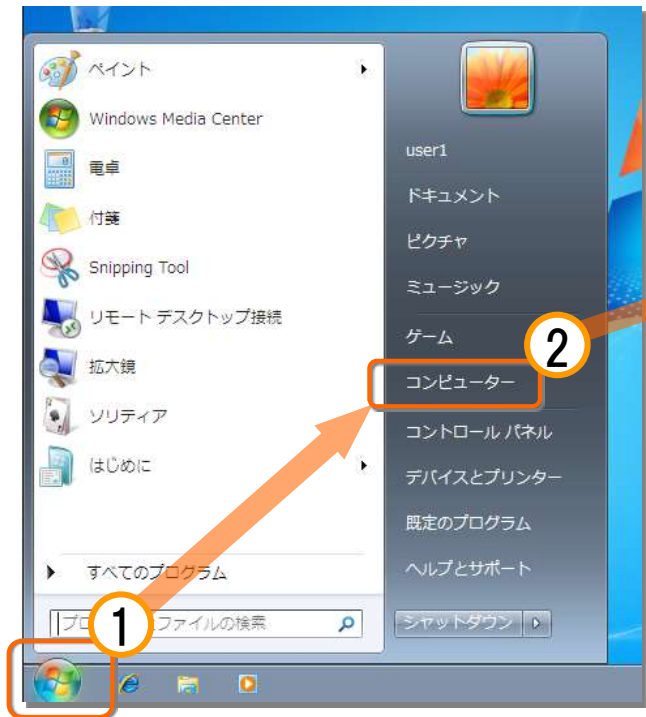 ペイント
Windows Media Center
電卓
付箋
Snipping Tool
リモート デスクトップ接続
拡大鏡
ソリティア
はじめに
すべてのプログラム
プロ
ファイルの検索
1
user1
ドキュメント
ピクチャ
ミュージック
ゲーム
2
コンピューター
コントロール パネル
デバイスとプリンター
既定のプログラム
ヘルプとサポート
シャットダウン